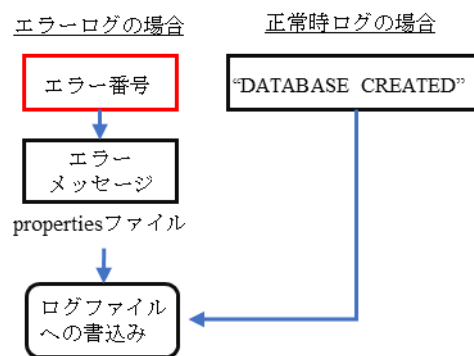 エラーログの場合
正常時ログの場合
エラー番号
“DATABASE CREATED”
エラー
メッセージ
propertiesファイル
ログファイル
への書込み